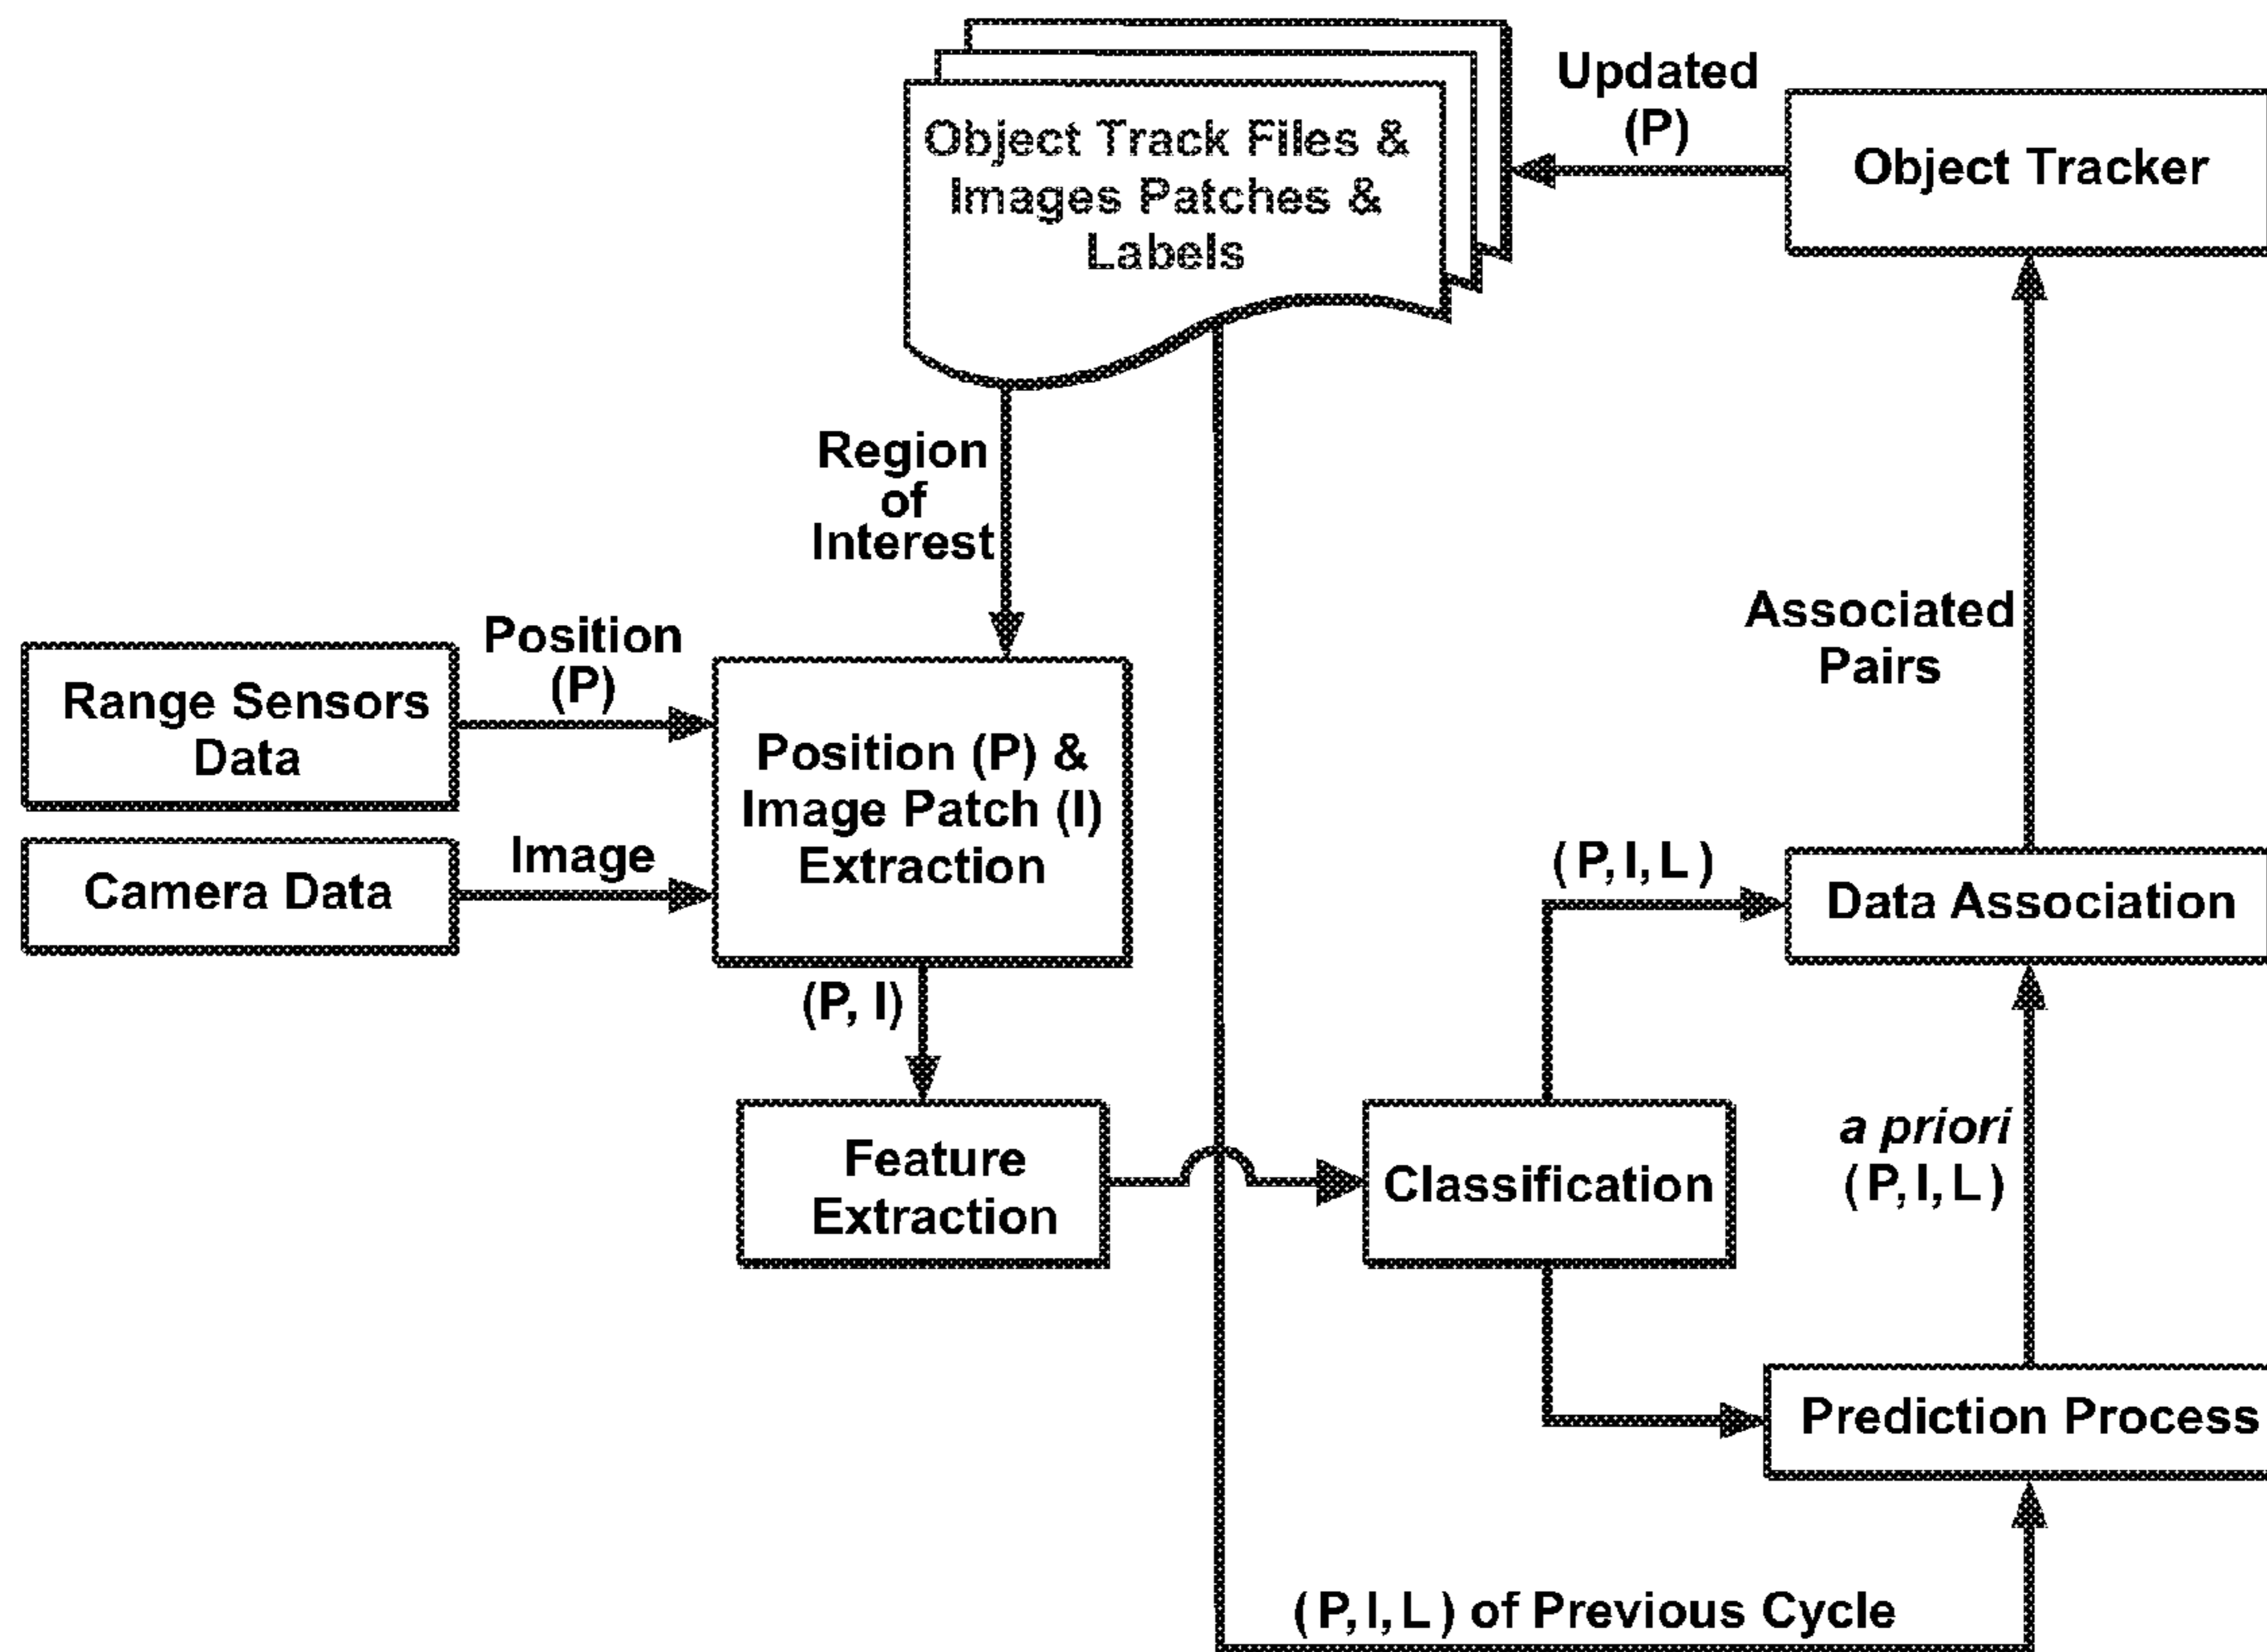 Object Track Files &
Images Patches &
Labels
Updated
(P)
Object Tracker
Region
of
Interest
Associated
Pairs
Range Sensors
Data
Position
(P)
Position (P) &
Image Patch (I)
Extraction
Camera Data
Image
(P, I)
(P, I, L)
Data Association
Feature
Extraction
Classification
a priori
(P, I, L)
Prediction Process
(P, I, L) of Previous Cycle